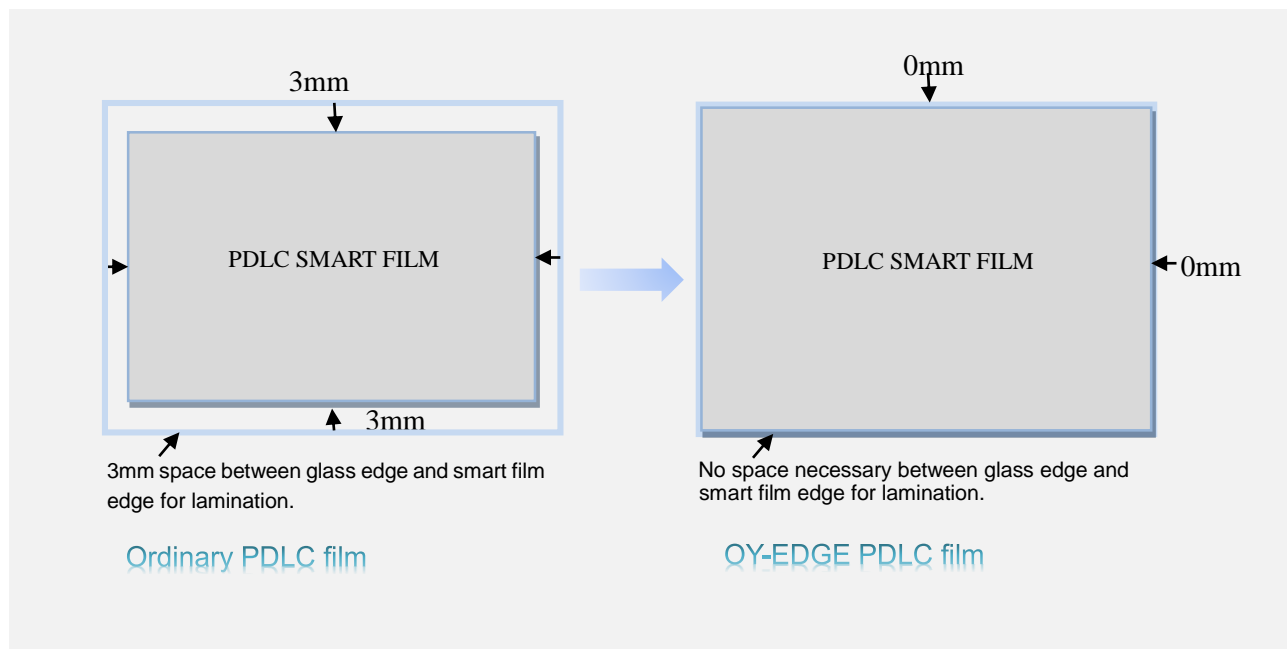 3mm
PDLC SMART FILM
3mm
3mm space between glass edge and smart film
edge for lamination.
Ordinary PDLC film
0mm
PDLC SMART FILM
0mm
No space necessary between glass edge and
smart film edge for lamination.
OY-EDGE PDLC film